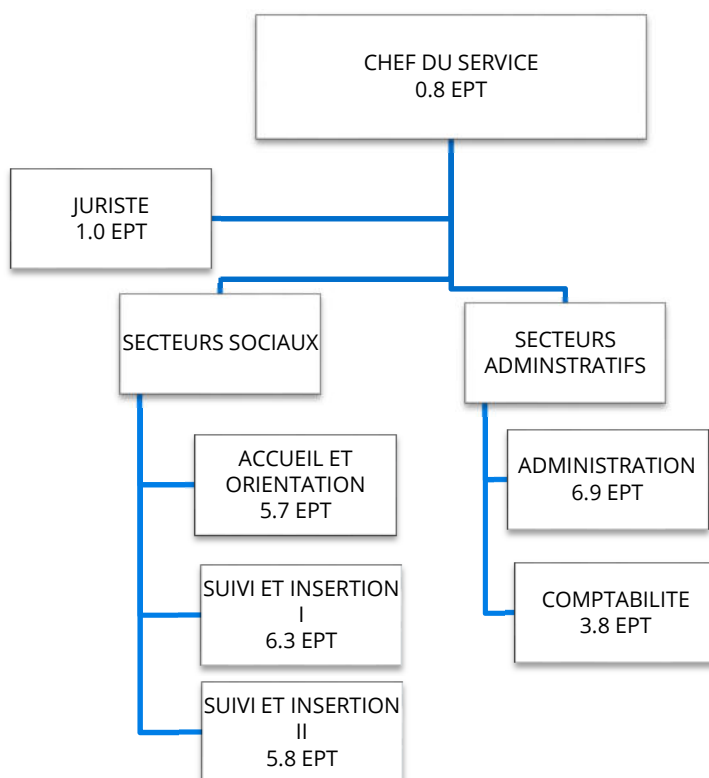 CHEF DU SERVICE
0.8 EPT
JURISTE
1.0 EPT
SECTEURS SOCIAUX
SECTEURS
ADMINSTRATIFS
ACCUEIL ET
ORIENTATION
5.7 EPT
ADMINISTRATION
6.9 EPT
SUIVI ET INSERTION
I
6.3 EPT
COMPTABILITE
3.8 EPT
SUIVI ET INSERTION
II
5.8 EPT